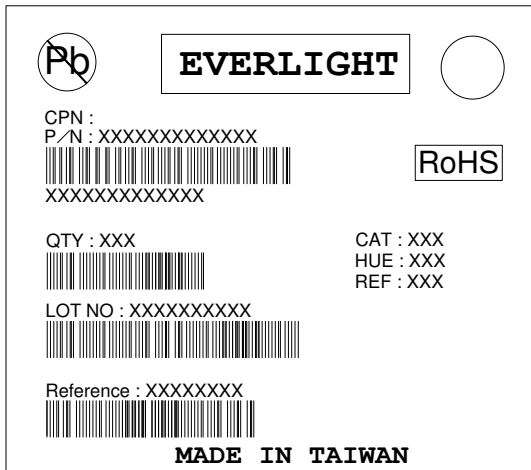 Pb
EVERLIGHT
CPN :
P/N : XXXXXXXXXXXXX
RoHS
XXXXXXXXXXXXX
QTY : XXX
CAT : XXX
HUE : XXX
REF : XXX
LOT NO : XXXXXXXXXX
Reference : XXXXXXXX
MADE IN TAIWAN